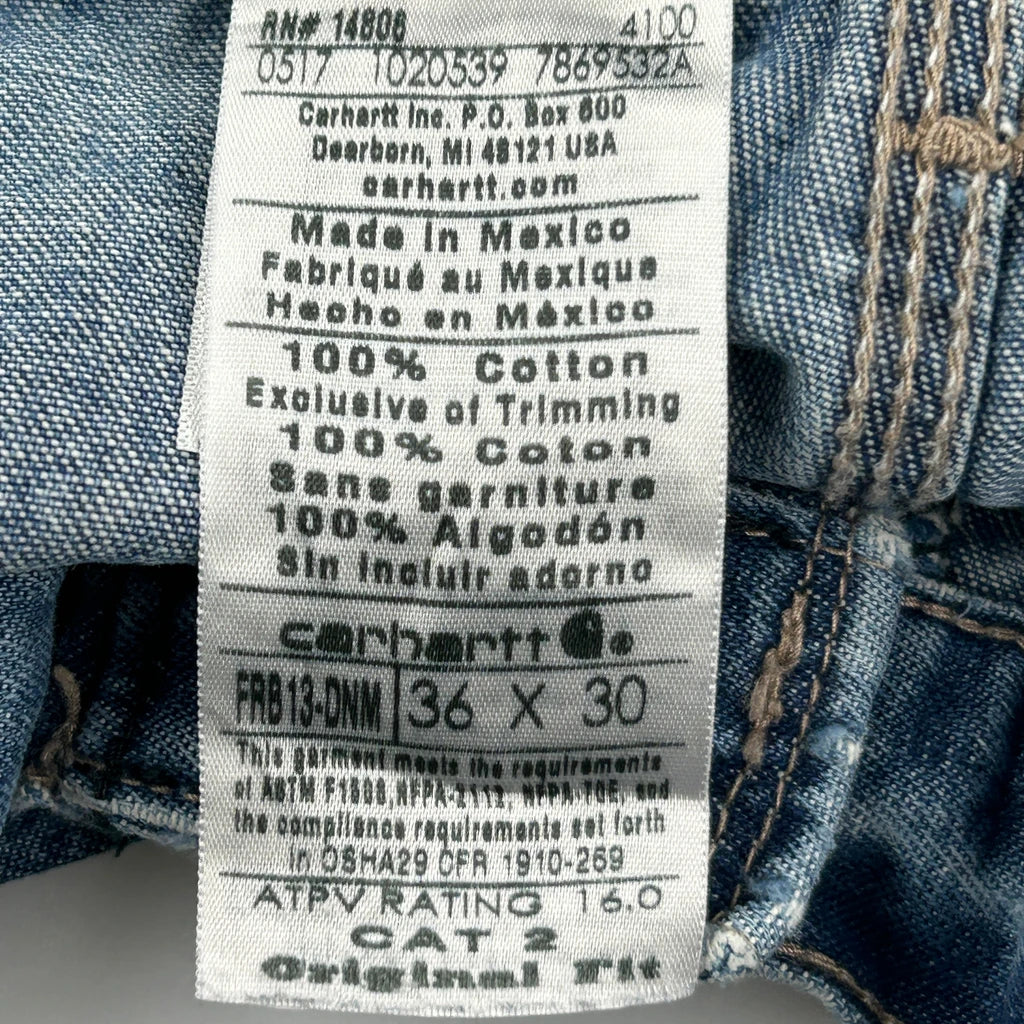 RN# 14806 4100
0517 1020539 7869532A
Carhartt Inc. P.O. Box 600
Dearborn, MI 48121 USA
carhartt.com
Made in Mexico
Fabriqué au Mexique
Hecho en México
100% Cotton
Exclusive of Trimming
100% Coton
Sans garniture
100% Algodón
Sin incluir adorno
carhartt
FRB13-DNM 36 X 30
This garment meets the requirements
of ASTM F1506, NFPA-2112, NFPA 70E, and
the compliance requirements set forth
in OSHA29 CFR 1910-269
ATPV RATING 16.0
CAT 2
Original Fit